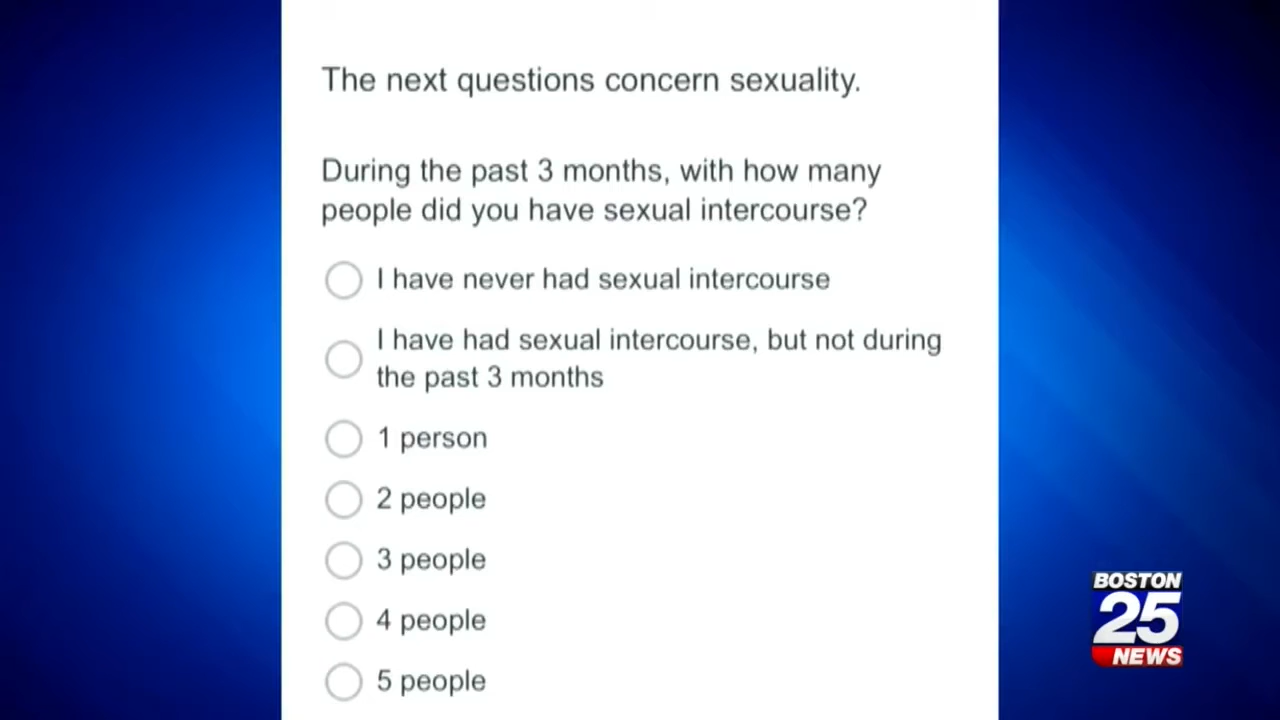 The next questions concern sexuality.
During the past 3 months, with how many
people did you have sexual intercourse?
I have never had sexual intercourse
I have had sexual intercourse, but not during
the past 3 months
1 person
2 people
3 people
4 people
5 people
BOSTON
25
NEWS